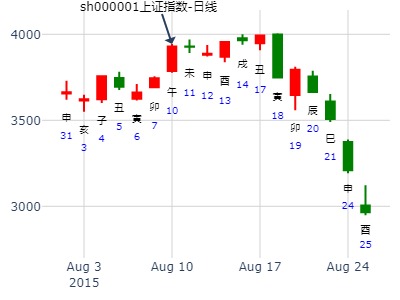 sh000001上证指数-日线
4000
3500
3000
申
31
亥
3
子
4
丑
5
寅
6
卯
7
午
10
未
11
申
12
酉
13
戌
14
丑
17
寅
18
卯
19
辰
20
巳
21
申
24
酉
25
Aug 3
2015
Aug 10
Aug 17
Aug 24